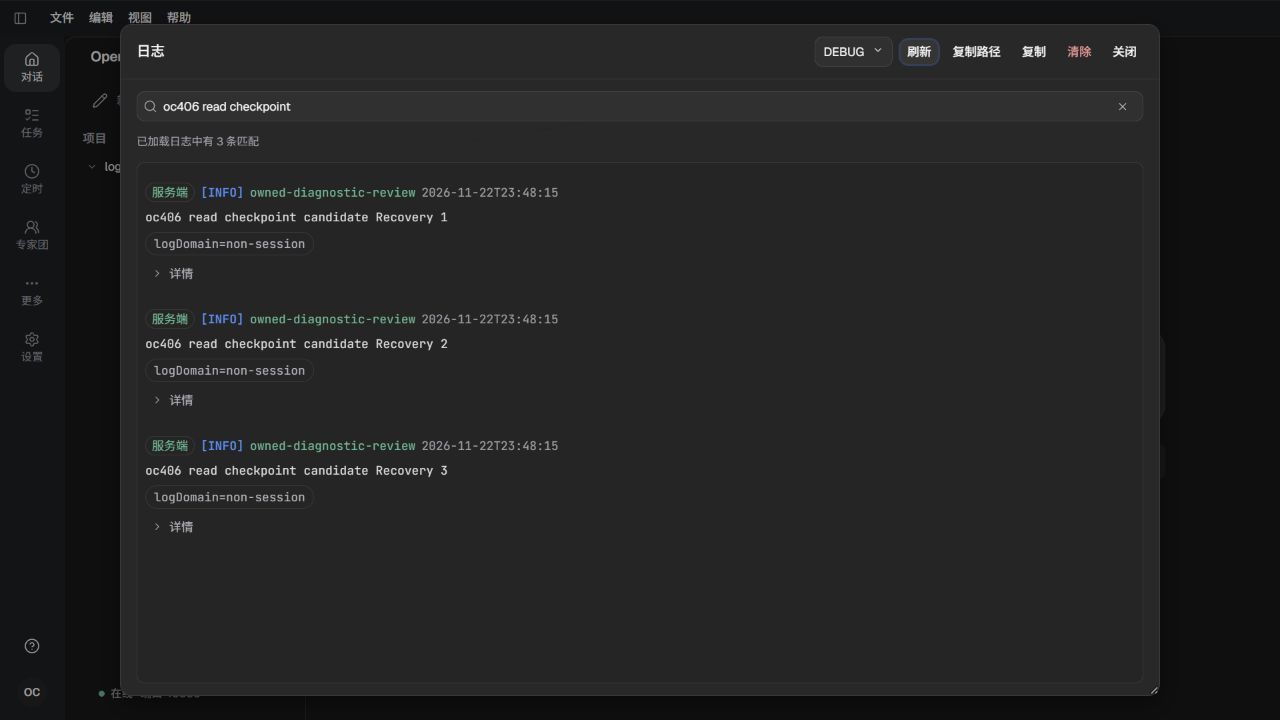 文件 编辑 视图 帮助
日志
DEBUG 刷新 复制路径 复制 清除 关闭
对话
任务
定时
专家团
更多
设置
OC
Oper
项目
log
oc406 read checkpoint
已加载日志中有 3 条匹配
服务端 [INFO] owned-diagnostic-review 2026-11-22T23:48:15
oc406 read checkpoint candidate Recovery 1
logDomain=non-session
详情
服务端 [INFO] owned-diagnostic-review 2026-11-22T23:48:15
oc406 read checkpoint candidate Recovery 2
logDomain=non-session
详情
服务端 [INFO] owned-diagnostic-review 2026-11-22T23:48:15
oc406 read checkpoint candidate Recovery 3
logDomain=non-session
详情